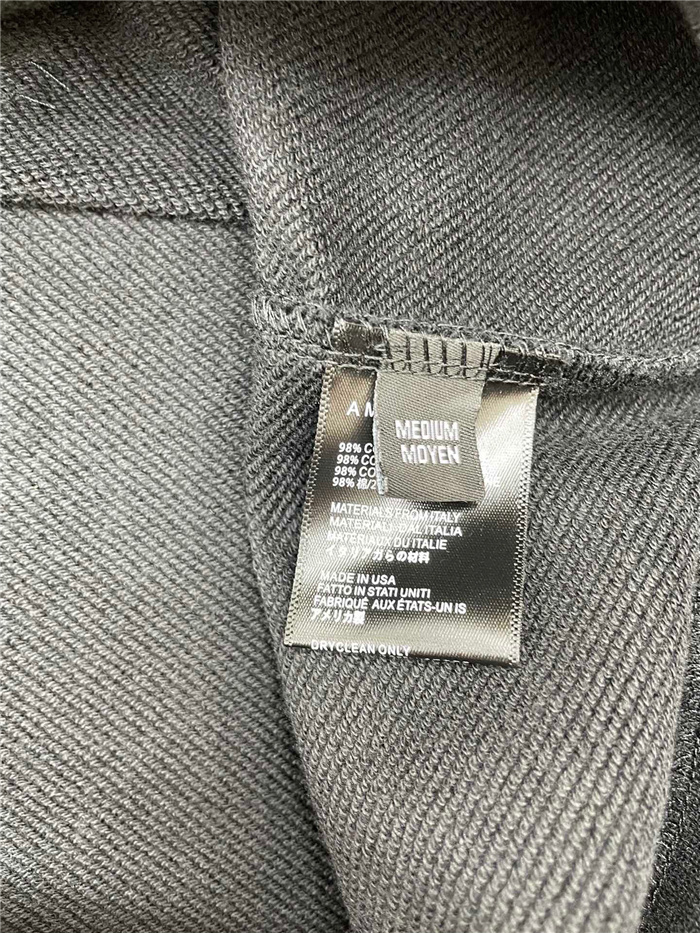 A M
MEDIUM
MOYEN
98% CO
98% CO
98% CO
98% 棉/2
MATERIALS FROM ITALY
MATERIALI DAL ITALIA
MATÉRIAUX DU ITALIE
イタリアからの材料
MADE IN USA
FATTO IN STATI UNITI
FABRIQUÉ AUX ÉTATS-UN IS
アメリカ製
DRYCLEAN ONLY